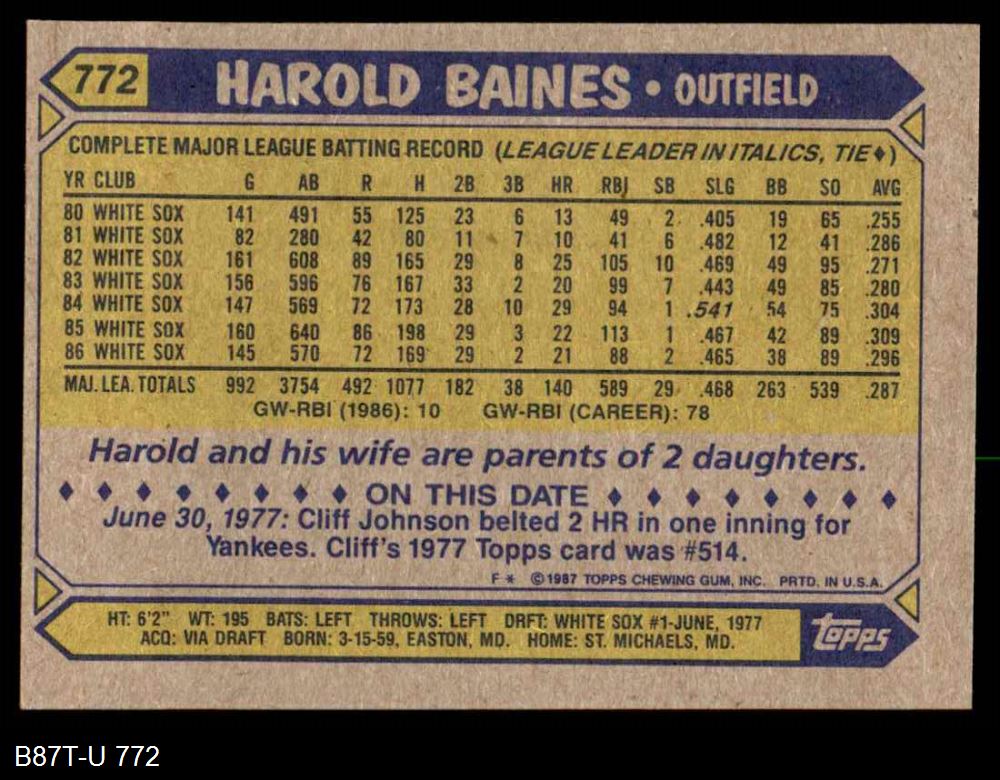 772 HAROLD BAINES • OUTFIELD
COMPLETE MAJOR LEAGUE BATTING RECORD (LEAGUE LEADER IN ITALICS, TIE♦)
YR CLUB G AB R H 2B 3B HR RBI SB SLG BB SO AVG
80 WHITE SOX 141 491 55 125 23 6 13 49 2 .405 19 65 .255
81 WHITE SOX 82 280 42 80 11 7 10 41 6 .482 12 41 .286
82 WHITE SOX 161 608 89 165 29 8 25 105 10 .469 49 95 .271
83 WHITE SOX 156 596 76 167 33 2 20 99 7 .443 49 85 .280
84 WHITE SOX 147 569 72 173 28 10 29 94 1 .541 54 75 .304
85 WHITE SOX 160 640 86 198 29 3 22 113 1 .467 42 89 .309
86 WHITE SOX 145 570 72 169 29 2 21 88 2 .465 38 89 .296
MAJ. LEA. TOTALS 992 3754 492 1077 182 38 140 589 29 .468 263 539 .287
GW-RBI (1986): 10 GW-RBI (CAREER): 78
Harold and his wife are parents of 2 daughters.
♦ ♦ ♦ ♦ ♦ ♦ ♦ ♦ ON THIS DATE ♦ ♦ ♦ ♦ ♦ ♦ ♦ ♦
June 30, 1977: Cliff Johnson belted 2 HR in one inning for
Yankees. Cliff's 1977 Topps card was #514.
F * ©1987 TOPPS CHEWING GUM, INC. PRTD. IN U.S.A.
HT: 6'2" WT: 195 BATS: LEFT THROWS: LEFT DRFT: WHITE SOX #1-JUNE, 1977
ACQ: VIA DRAFT BORN: 3-15-59, EASTON, MD. HOME: ST. MICHAELS, MD.
topps
B87T-U 772